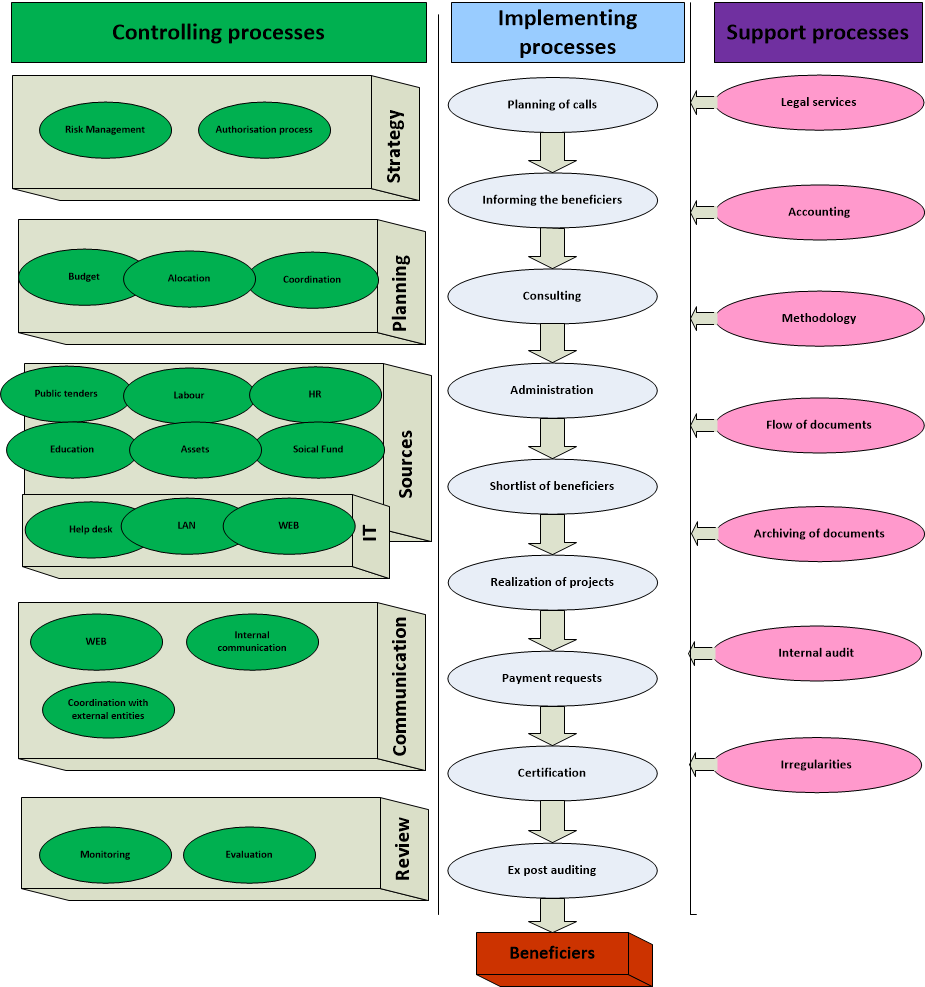 Controlling processes
Implementing
processes
Support processes
Risk Management
Authorisation process
Strategy
Budget
Alocation
Coordination
Planning
Public tenders
Labour
HR
Education
Assets
Soical Fund
Sources
Help desk
LAN
WEB
IT
WEB
Internal
communication
Coordination with
external entities
Communication
Monitoring
Evaluation
Review
Planning of calls
Informing the beneficiers
Consulting
Administration
Shortlist of beneficiers
Realization of projects
Payment requests
Certification
Ex post auditing
Beneficiers
Legal services
Accounting
Methodology
Flow of documents
Archiving of documents
Internal audit
Irregularities